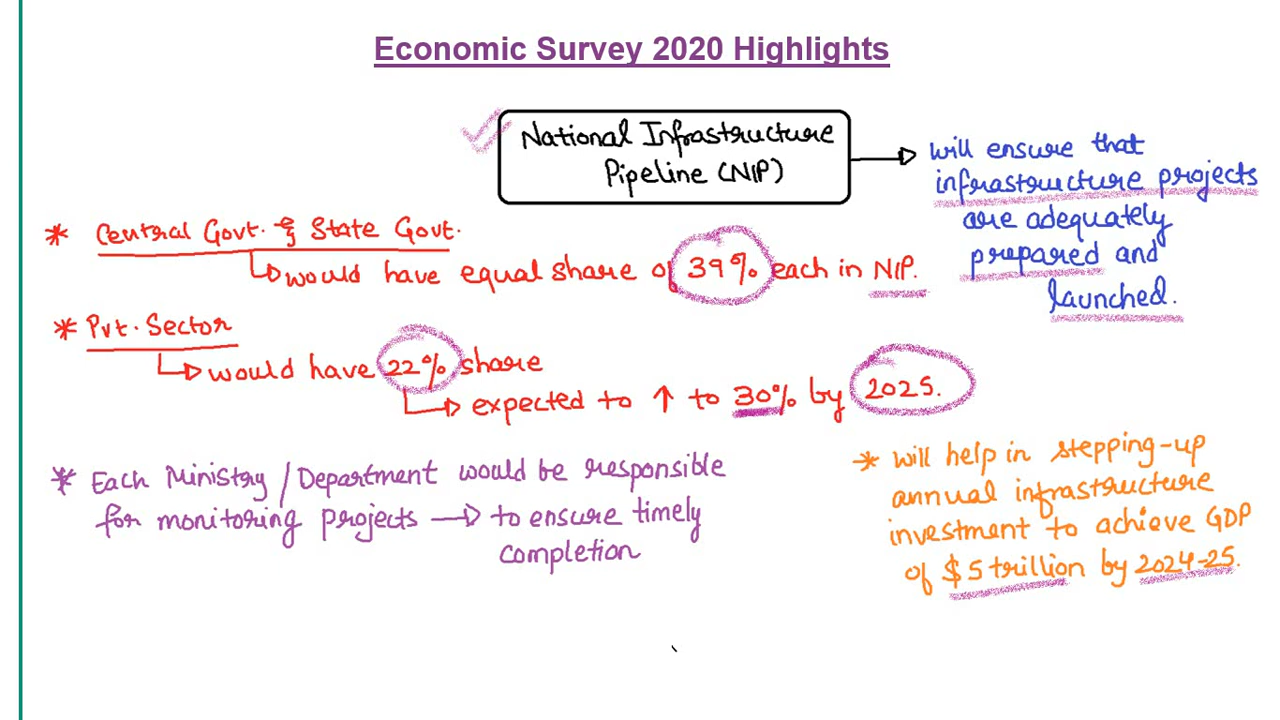 Economic Survey 2020 Highlights
National Infrastructure
Pipeline (NIP)
will ensure that
infrastructure projects
are adequately
prepared and
launched.
* Central Govt. & State Govt.
would have equal share of 39% each in NIP.
* Pvt. Sector
would have 22% share
expected to ↑ to 30% by 2025.
* Each Ministry / Department would be responsible
for monitoring projects → to ensure timely
completion
* will help in stepping-up
annual infrastructure
investment to achieve GDP
of $5 trillion by 2024-25.